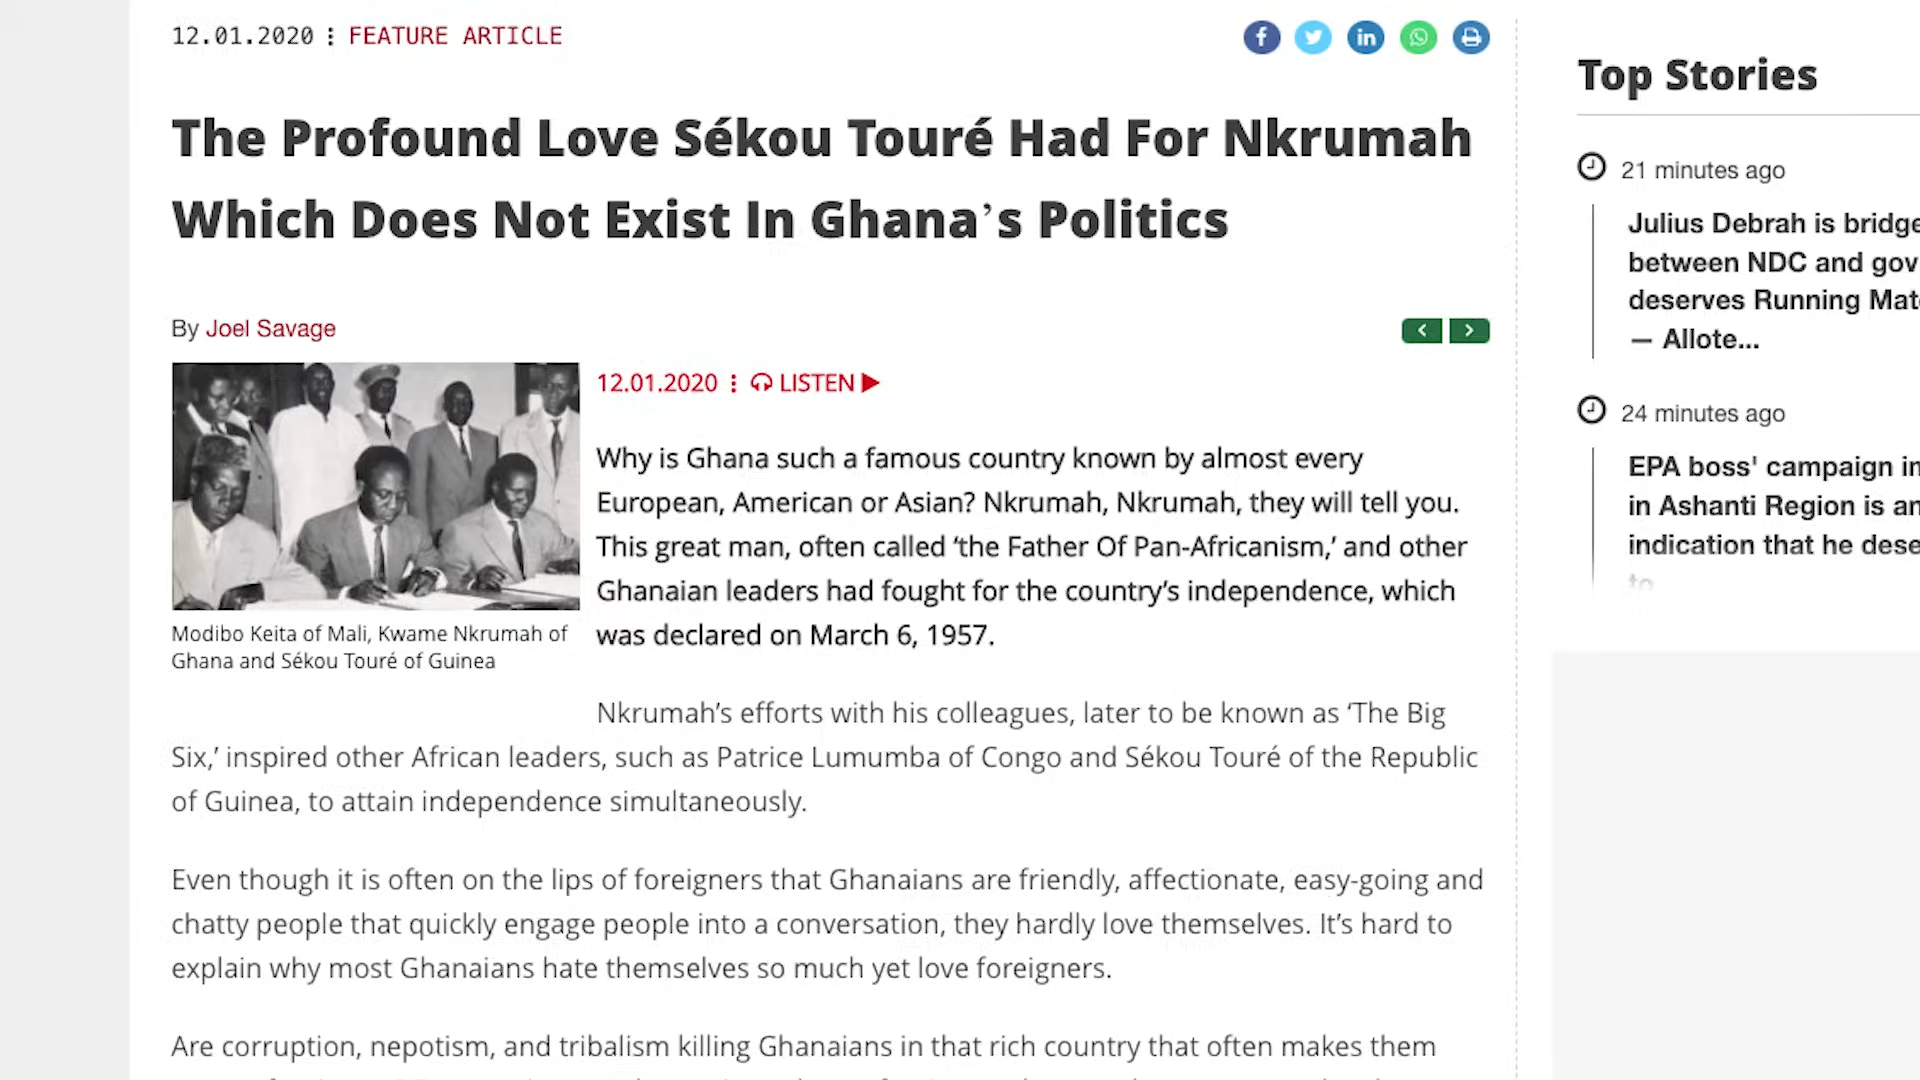 12.01.2020 ⋮ FEATURE ARTICLE
The Profound Love Sékou Touré Had For Nkrumah
Which Does Not Exist In Ghana’s Politics
By Joel Savage
12.01.2020 ⋮ LISTEN
Why is Ghana such a famous country known by almost every
European, American or Asian? Nkrumah, Nkrumah, they will tell you.
This great man, often called ‘the Father Of Pan-Africanism,’ and other
Ghanaian leaders had fought for the country’s independence, which
was declared on March 6, 1957.
Modibo Keita of Mali, Kwame Nkrumah of
Ghana and Sékou Touré of Guinea
Nkrumah’s efforts with his colleagues, later to be known as ‘The Big
Six,’ inspired other African leaders, such as Patrice Lumumba of Congo and Sékou Touré of the Republic
of Guinea, to attain independence simultaneously.
Even though it is often on the lips of foreigners that Ghanaians are friendly, affectionate, easy-going and
chatty people that quickly engage people into a conversation, they hardly love themselves. It’s hard to
explain why most Ghanaians hate themselves so much yet love foreigners.
Are corruption, nepotism, and tribalism killing Ghanaians in that rich country that often makes them
Top Stories
21 minutes ago
Julius Debrah is bridge
between NDC and gov
deserves Running Mat
— Allote...
24 minutes ago
EPA boss' campaign in
in Ashanti Region is an
indication that he dese
to